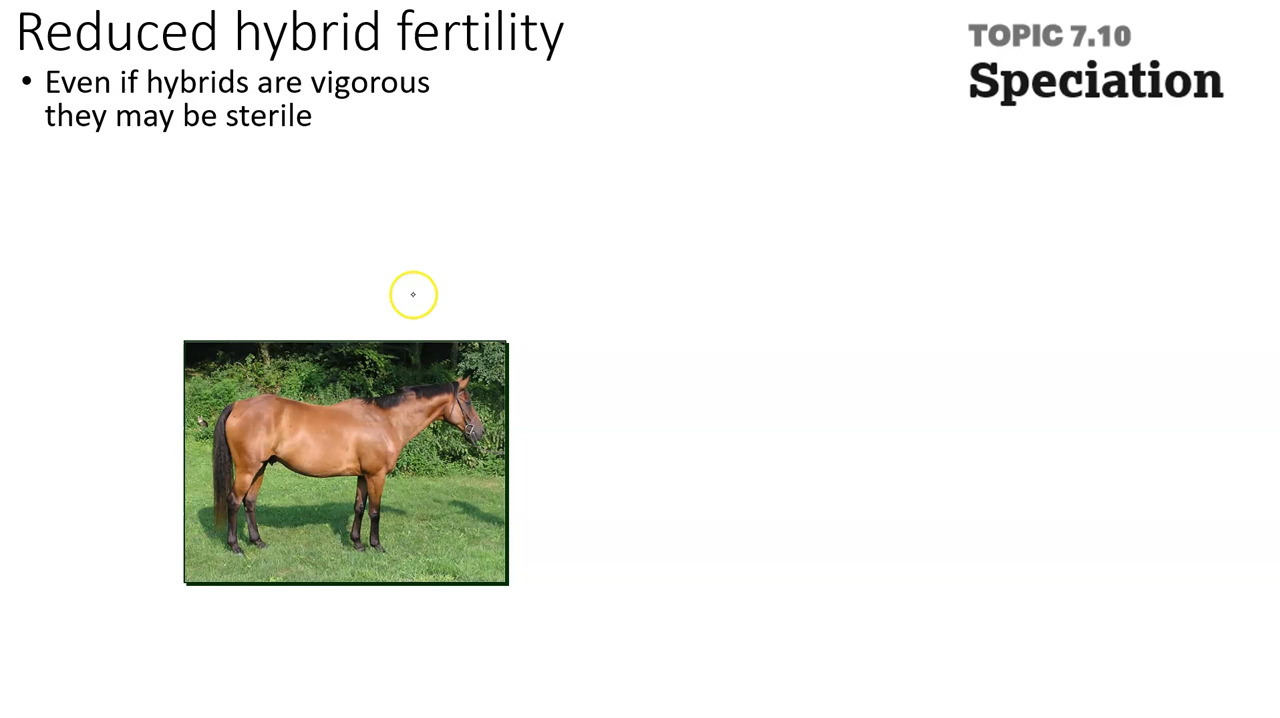 Reduced hybrid fertility
• Even if hybrids are vigorous
they may be sterile
TOPIC 7.10
Speciation